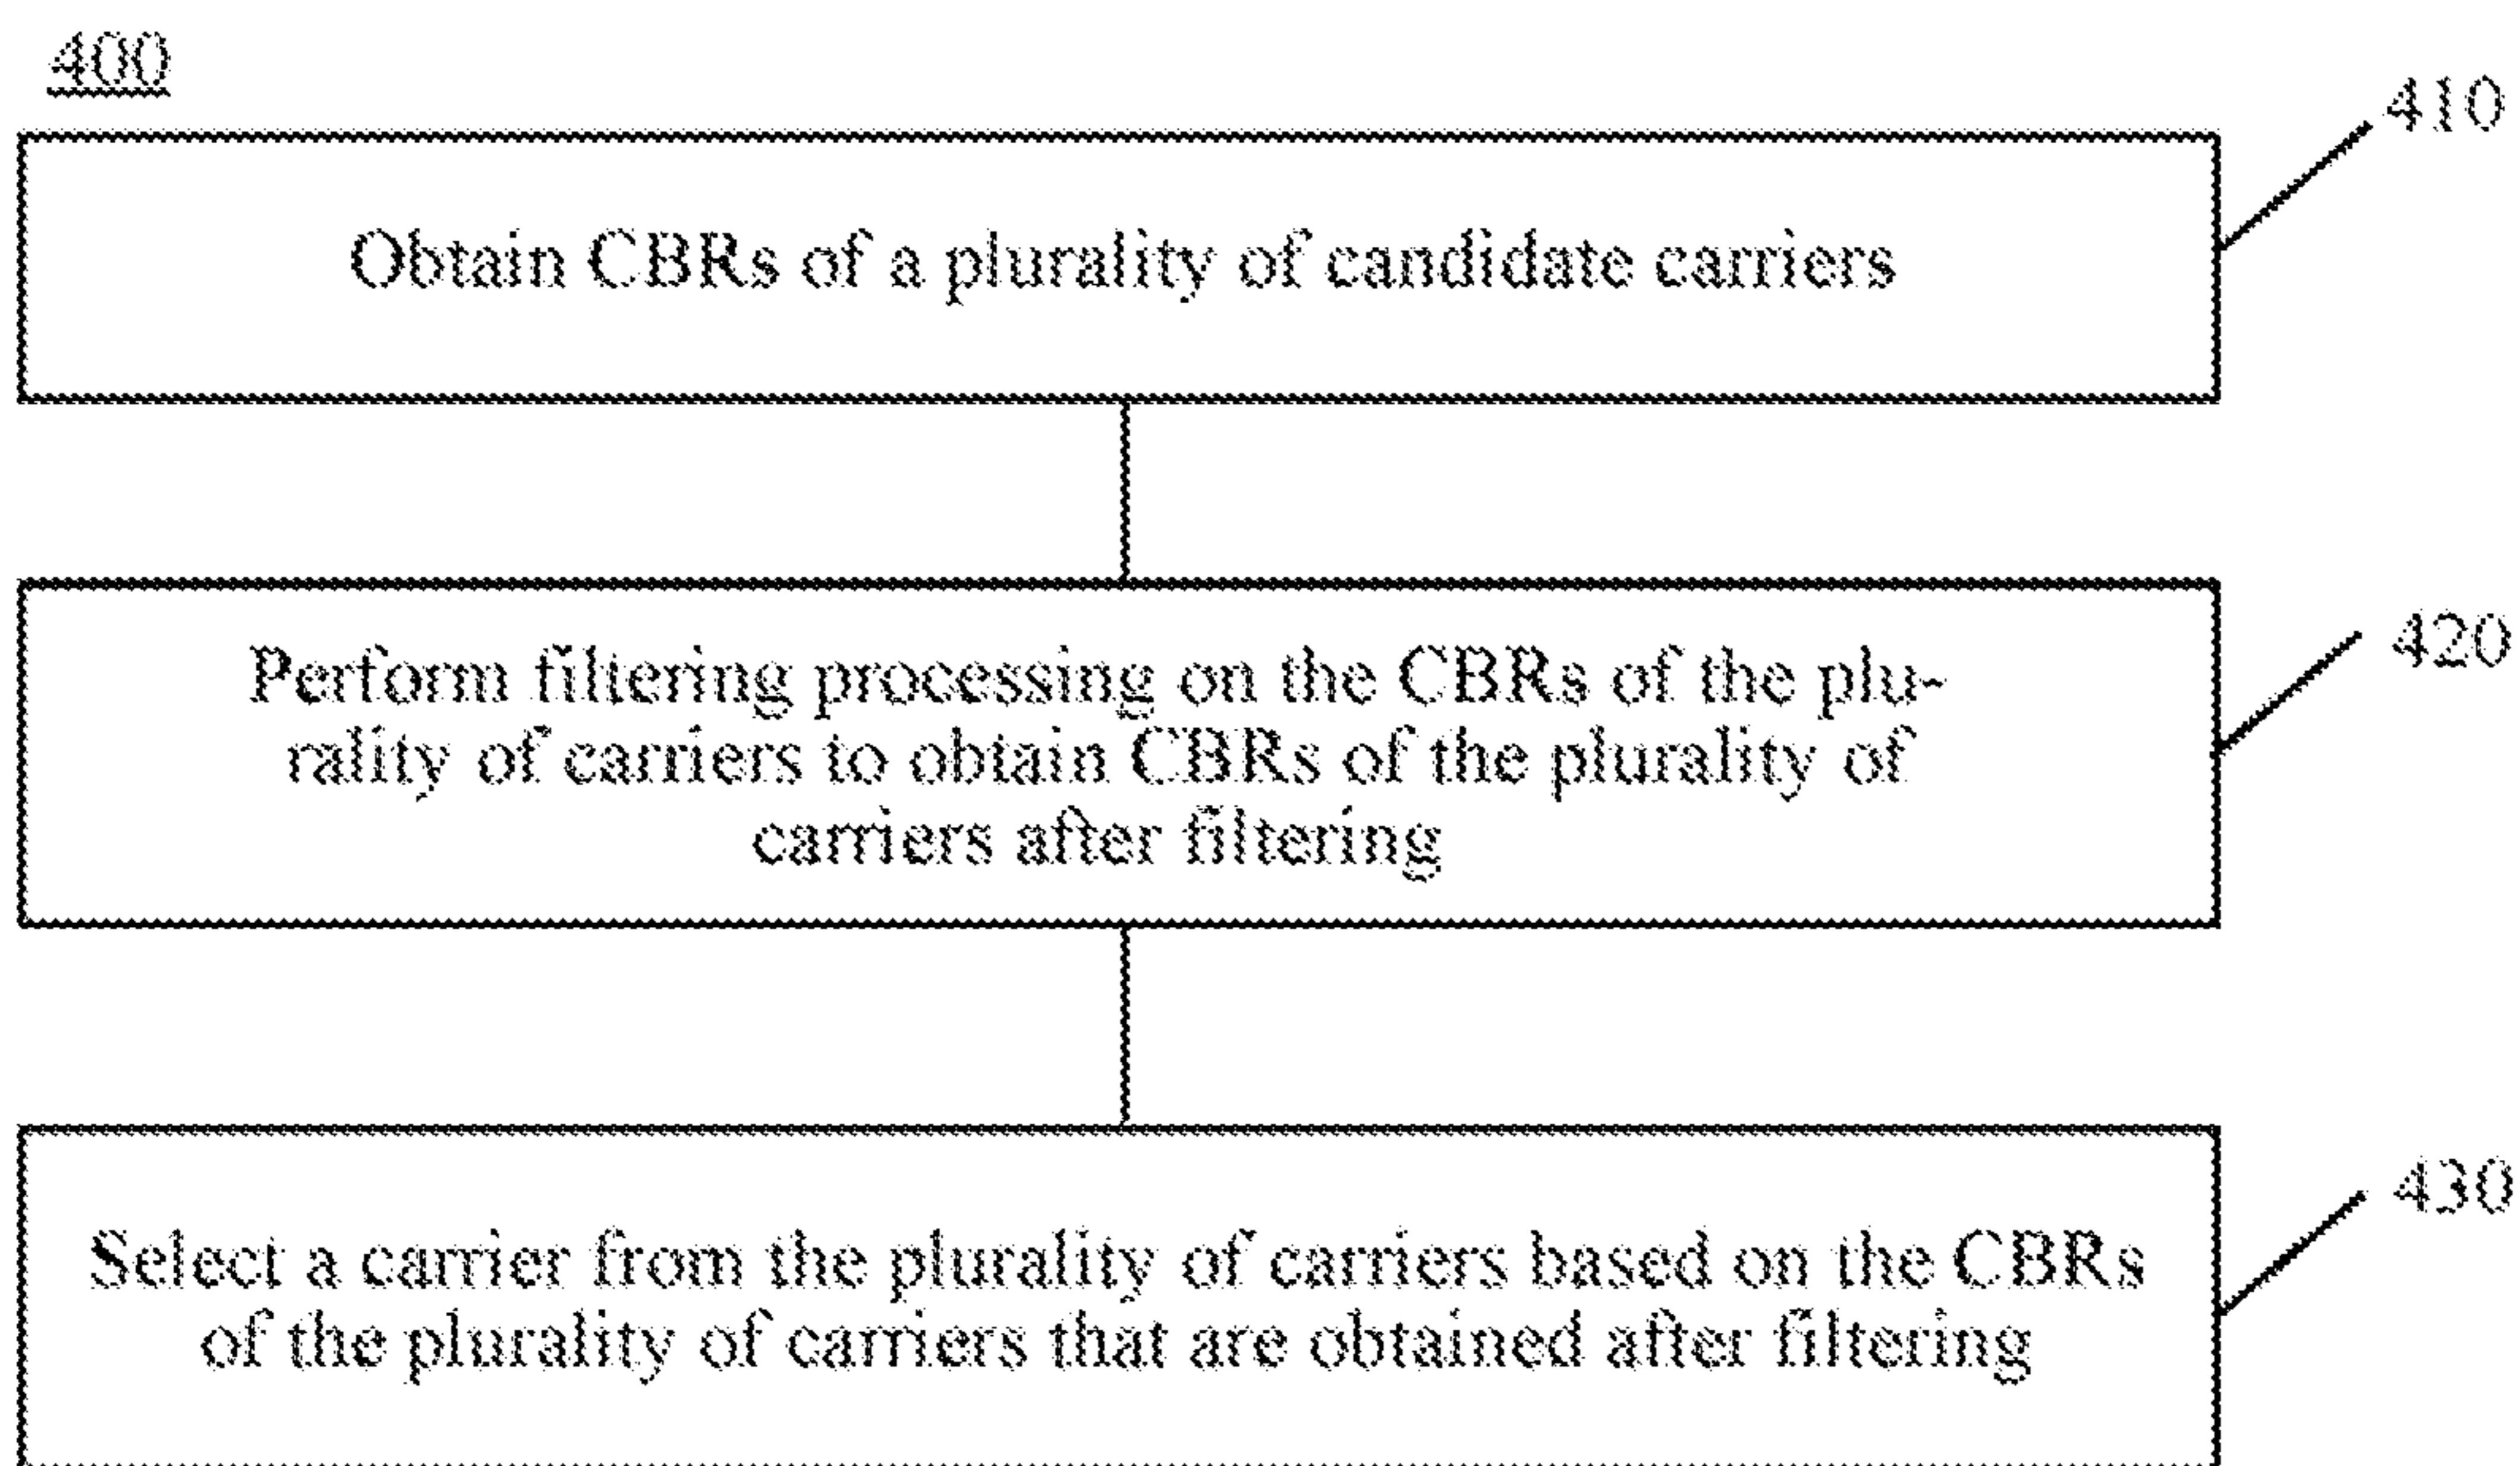 400
410
Obtain CBRs of a plurality of candidate carriers
420
Perform filtering processing on the CBRs of the plu-
rality of carriers to obtain CBRs of the plurality of
carriers after filtering
430
Select a carrier from the plurality of carriers based on the CBRs
of the plurality of carriers that are obtained after filtering